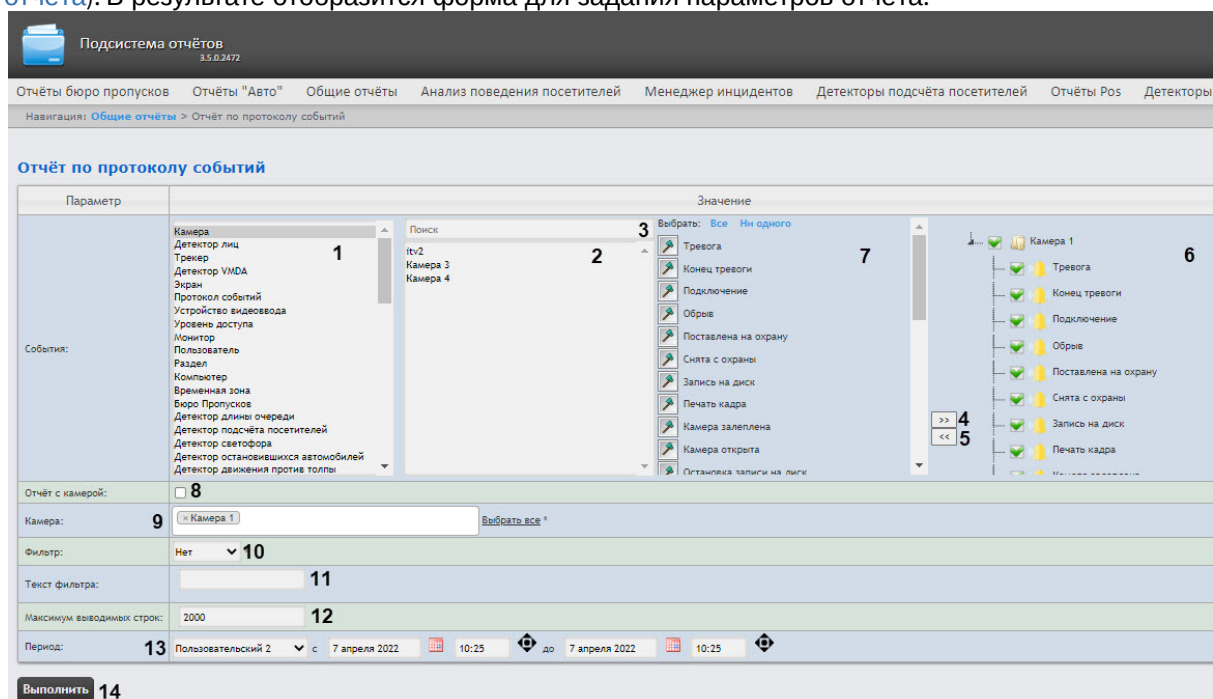 отчета). В результате отобразится форма для задания параметров отчета.
Подсистема отчётов
3.5.0.2472
Отчёты бюро пропусков Отчёты "Авто" Общие отчёты Анализ поведения посетителей Менеджер инцидентов Детекторы подсчёта посетителей Отчёты Pos Детекторы
Навигация: Общие отчёты > Отчёт по протоколу событий
Отчёт по протоколу событий
Параметр Значение
События:
Камера
Детектор лиц
Трекер
Детектор VMDA
Экран
Протокол событий
Устройство видеоввода
Уровень доступа
Монитор
Пользователь
Раздел
Компьютер
Временная зона
Бюро Пропусков
Детектор длины очереди
Детектор подсчёта посетителей
Детектор светофора
Детектор остановившихся автомобилей
Детектор движения против толпы
1
Поиск 3
itv2
Камера 3
Камера 4
2
Выбрать: Все Ни одного
Тревога
Конец тревоги
Подключение
Обрыв
Поставлена на охрану
Снята с охраны
Запись на диск
Печать кадра
Камера залеплена
Камера открыта
Остановка записи на диск
7
>> 4
<< 5
Камера 1
Тревога
Конец тревоги
Подключение
Обрыв
Поставлена на охрану
Снята с охраны
Запись на диск
Печать кадра
6
Отчёт с камерой: 8
Камера: 9 ×Камера 1 Выбрать все *
Фильтр: Нет 10
Текст фильтра: 11
Максимум выводимых строк: 2000 12
Период: 13 Пользовательский 2 с 7 апреля 2022 10:25 до 7 апреля 2022 10:25
Выполнить 14